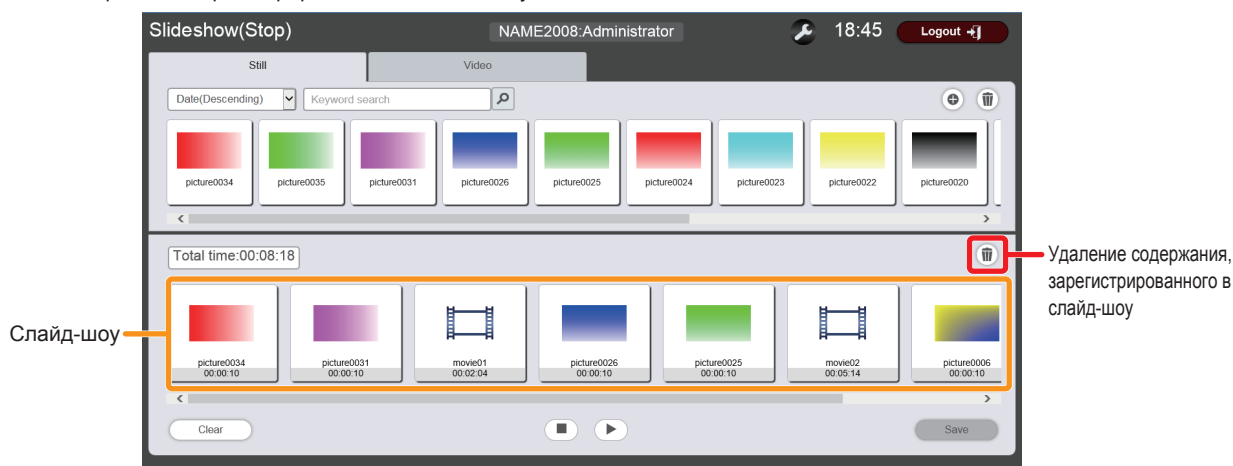 Slideshow(Stop)
NAME2008:Administrator
18:45
Logout
Still
Video
Date(Descending)
Keyword search
picture0034
picture0035
picture0031
picture0026
picture0025
picture0024
picture0023
picture0022
picture0020
Total time:00:08:18
Удаление содержания,
зарегистрированного в
слайд-шоу
Слайд-шоу
picture0034
00:00:10
picture0031
00:00:10
movie01
00:02:04
picture0026
00:00:10
picture0025
00:00:10
movie02
00:05:14
picture0006
00:00:10
Clear
Save